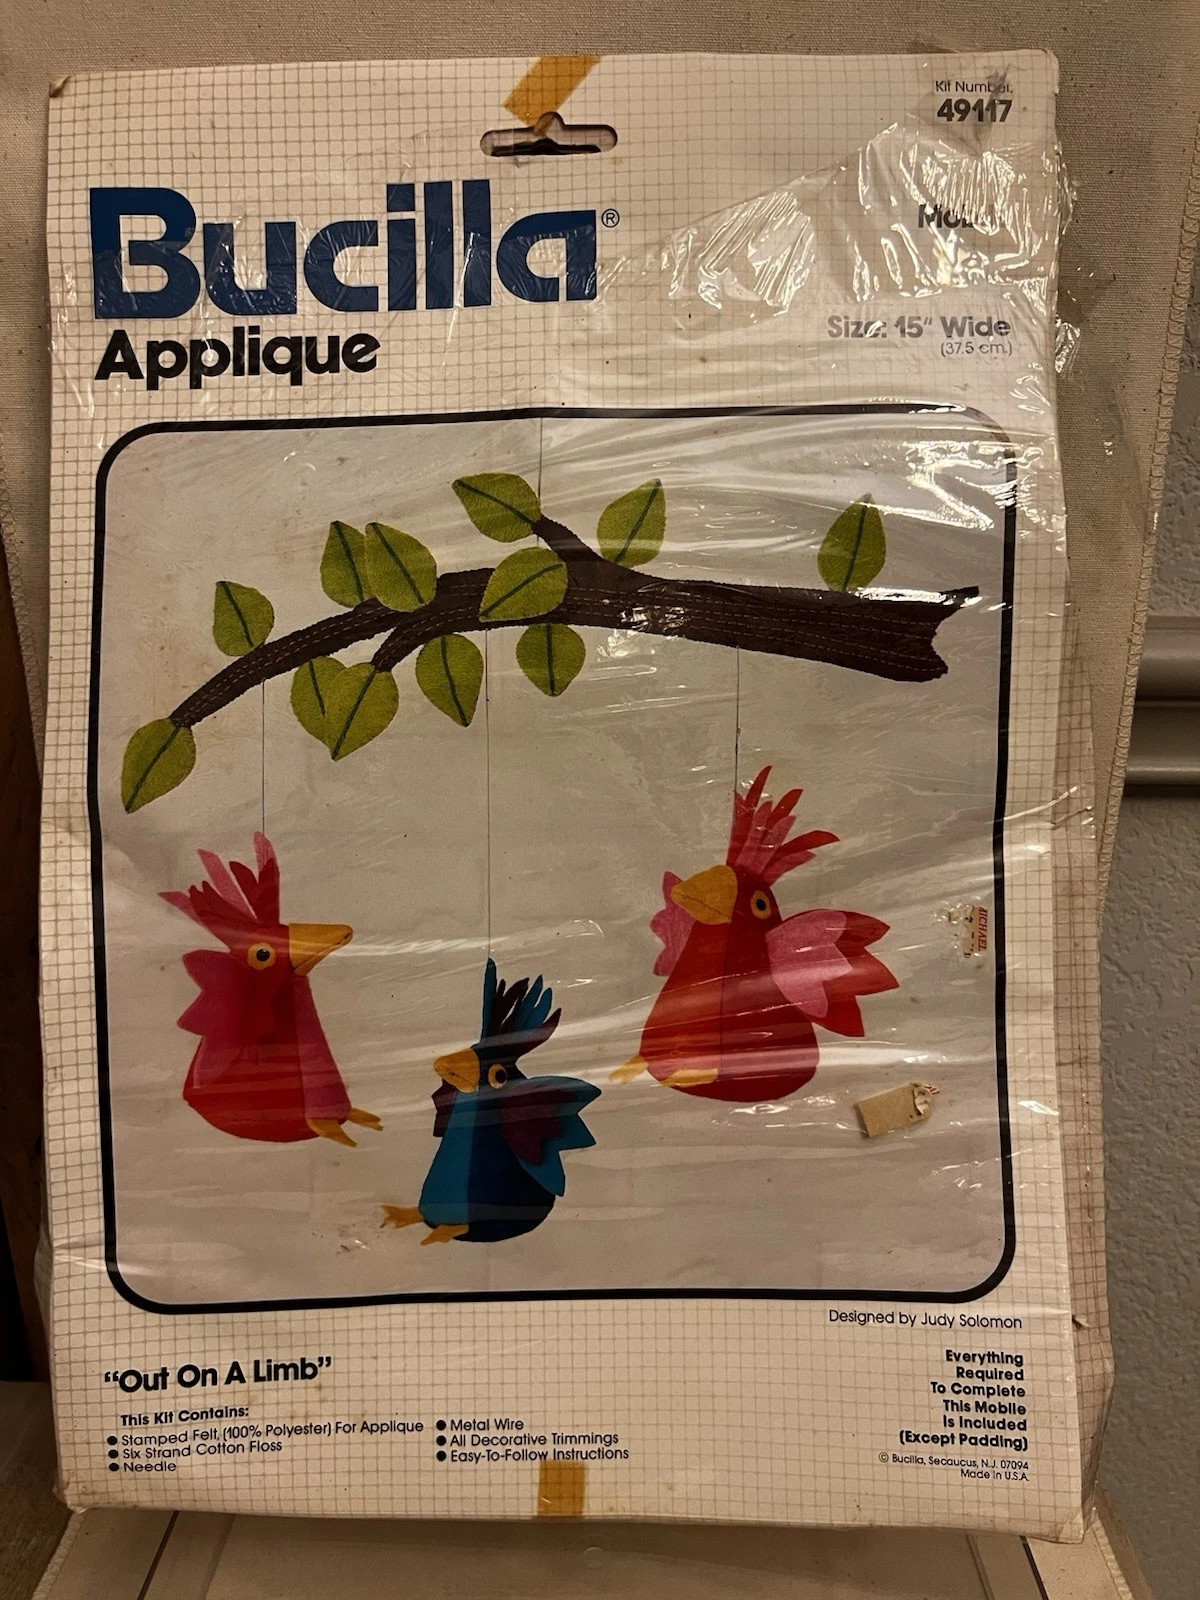 Kit Number
49117
Bucilla®
Applique
Size: 15" Wide
(37.5 cm.)
Designed by Judy Solomon
"Out On A Limb"
This Kit Contains:
● Stamped Felt, (100% Polyester) For Applique
● Six Strand Cotton Floss
● Needle
● Metal Wire
● All Decorative Trimmings
● Easy-To-Follow Instructions
Everything
Required
To Complete
This Mobile
Is Included
(Except Padding)
© Bucilla, Secaucus, N.J. 07094
Made in U.S.A.